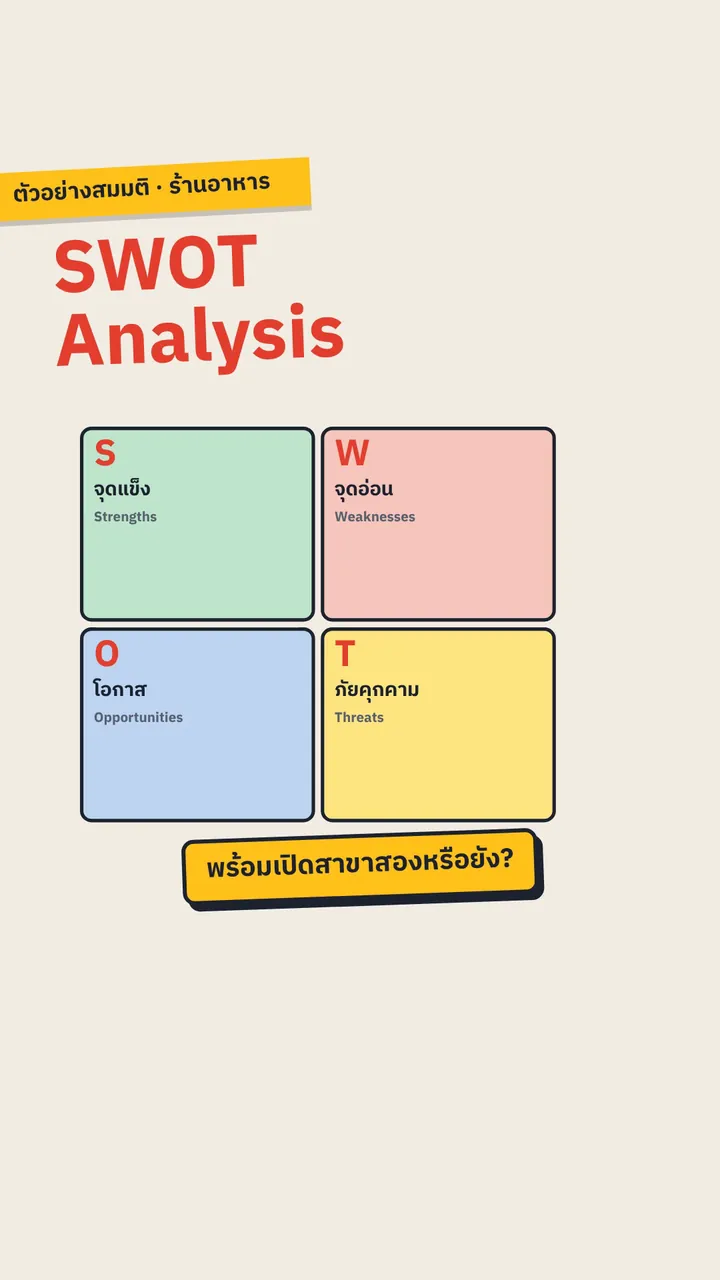 ตัวอย่างสมมติ · ร้านอาหาร
SWOT
Analysis
S
จุดแข็ง
Strengths
W
จุดอ่อน
Weaknesses
O
โอกาส
Opportunities
T
ภัยคุกคาม
Threats
พร้อมเปิดสาขาสองหรือยัง?